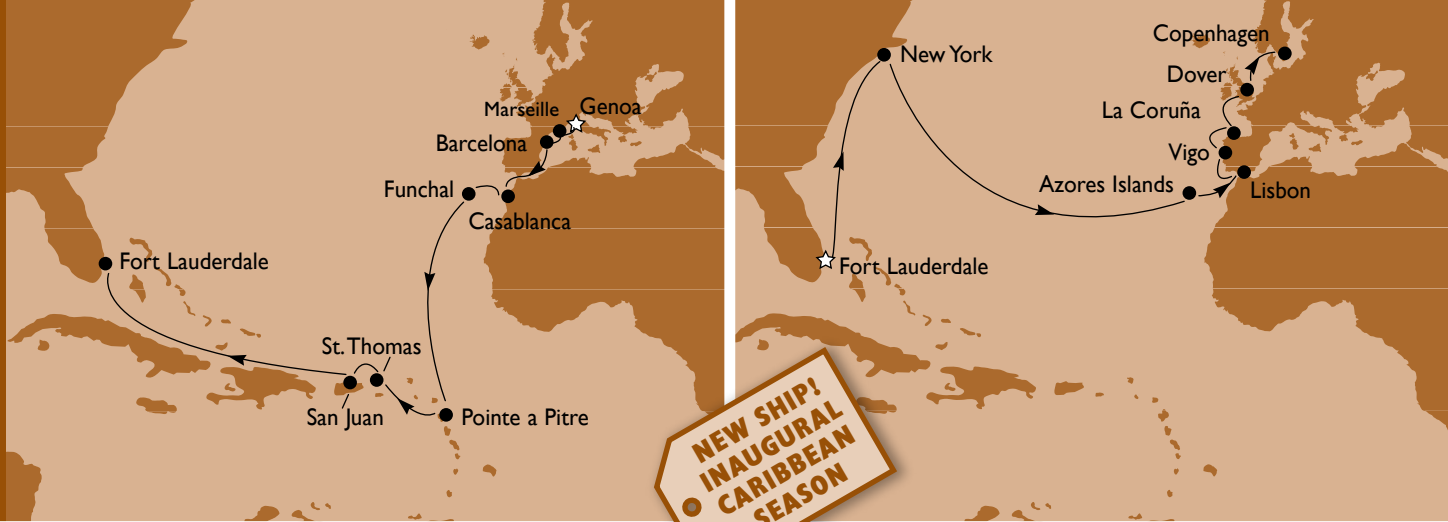 Marseille
Genoa
Barcelona
Funchal
Casablanca
Fort Lauderdale
St. Thomas
San Juan
Pointe a Pitre
Copenhagen
New York
Dover
La Coruña
Vigo
Azores Islands
Lisbon
Fort Lauderdale
NEW SHIP!
INAUGURAL
CARIBBEAN
SEASON